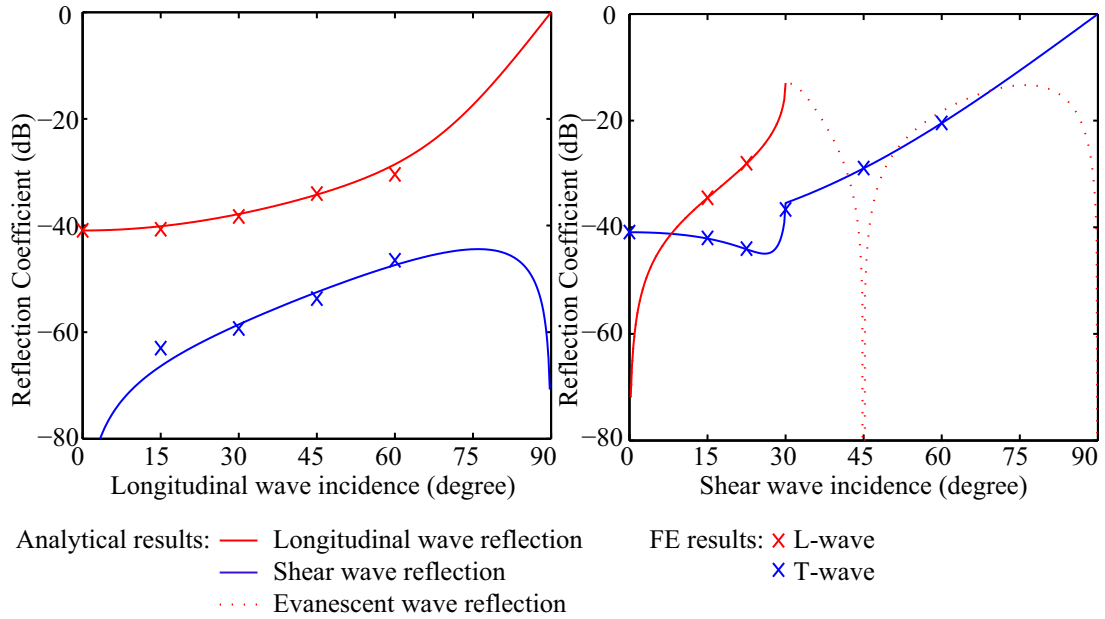 0
−20
−40
−60
−80
Reflection Coefficient (dB)
0 15 30 45 60 75 90
Longitudinal wave incidence (degree)
0
−20
−40
−60
−80
Reflection Coefficient (dB)
0 15 30 45 60 75 90
Shear wave incidence (degree)
Analytical results: Longitudinal wave reflection
Shear wave reflection
Evanescent wave reflection
FE results: L-wave
T-wave